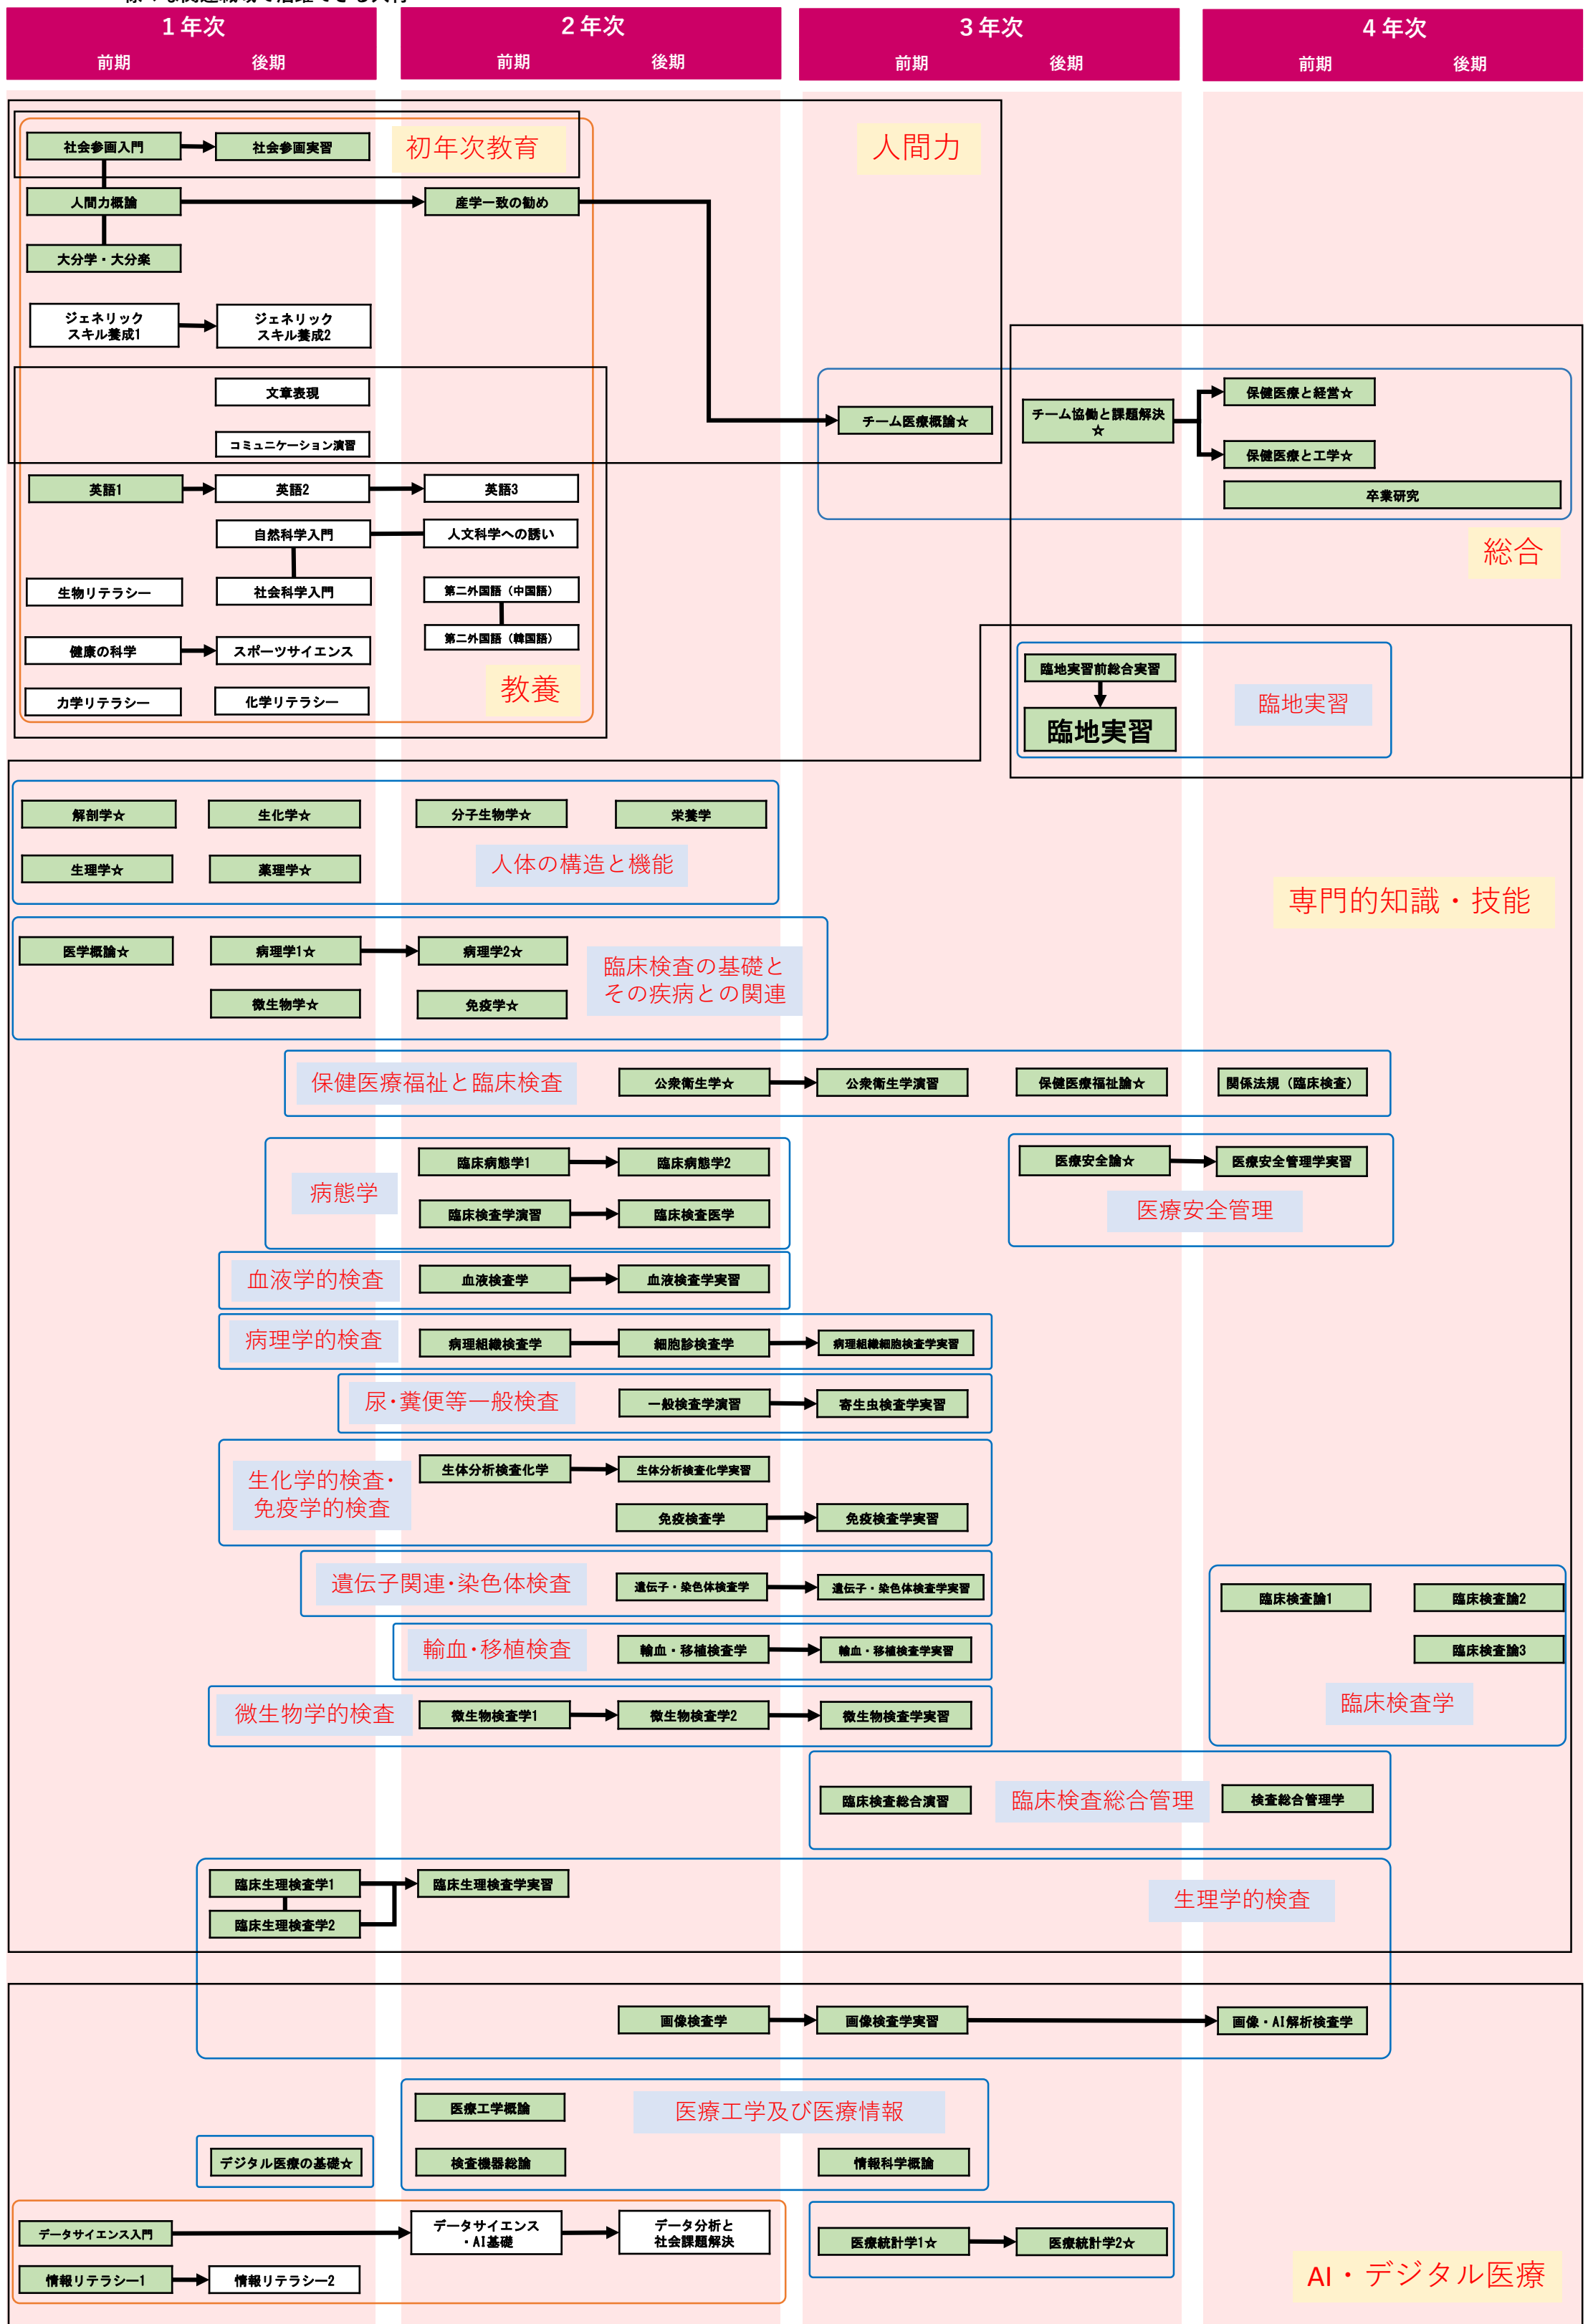 1年次
2年次
3年次
4年次
前期
後期
前期
後期
前期
後期
前期
後期
社会参画入門
社会参画実習
初年次教育
人間力
人間力概論
産学一致の勧め
大分学・大分楽
ジェネリック
スキル養成1
ジェネリック
スキル養成2
文章表現
コミュニケーション演習
チーム医療概論☆
チーム協働と課題解決
☆
保健医療と経営☆
保健医療と工学☆
卒業研究
総合
英語1
英語2
英語3
自然科学入門
人文科学への誘い
生物リテラシー
社会科学入門
第二外国語（中国語）
第二外国語（韓国語）
健康の科学
スポーツサイエンス
力学リテラシー
化学リテラシー
教養
臨地実習前総合実習
臨地実習
臨地実習
解剖学☆
生化学☆
分子生物学☆
栄養学
生理学☆
薬理学☆
人体の構造と機能
専門的知識・技能
医学概論☆
病理学1☆
病理学2☆
臨床検査の基礎と
その疾病との関連
微生物学☆
免疫学☆
保健医療福祉と臨床検査
公衆衛生学☆
公衆衛生学演習
保健医療福祉論☆
関係法規（臨床検査）
病態学
臨床病態学1
臨床病態学2
臨床検査学演習
臨床検査医学
医療安全論☆
医療安全管理学実習
医療安全管理
血液学的検査
血液検査学
血液検査学実習
病理学的検査
病理組織検査学
細胞診検査学
病理組織細胞検査学実習
尿・糞便等一般検査
一般検査学演習
寄生虫検査学実習
生化学的検査・
免疫学的検査
生体分析検査化学
生体分析検査化学実習
免疫検査学
免疫検査学実習
遺伝子関連・染色体検査
遺伝子・染色体検査学
遺伝子・染色体検査学実習
臨床検査論1
臨床検査論2
臨床検査論3
臨床検査学
輸血・移植検査
輸血・移植検査学
輸血・移植検査学実習
微生物学的検査
微生物検査学1
微生物検査学2
微生物検査学実習
臨床検査総合演習
臨床検査総合管理
検査総合管理学
臨床生理検査学1
臨床生理検査学実習
臨床生理検査学2
生理学的検査
画像検査学
画像検査学実習
画像・AI解析検査学
医療工学概論
医療工学及び医療情報
デジタル医療の基礎☆
検査機器総論
情報科学概論
データサイエンス入門
データサイエンス
・AI基礎
データ分析と
社会課題解決
医療統計学1☆
医療統計学2☆
情報リテラシー1
情報リテラシー2
AI・デジタル医療